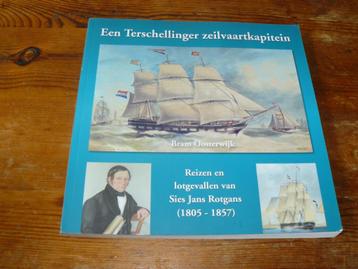 Een Terschellinger zeilvaartkapitein
Bram Oosterwijk
Reizen en
lotgevallen van
Sies Jans Rotgans
(1805 - 1857)